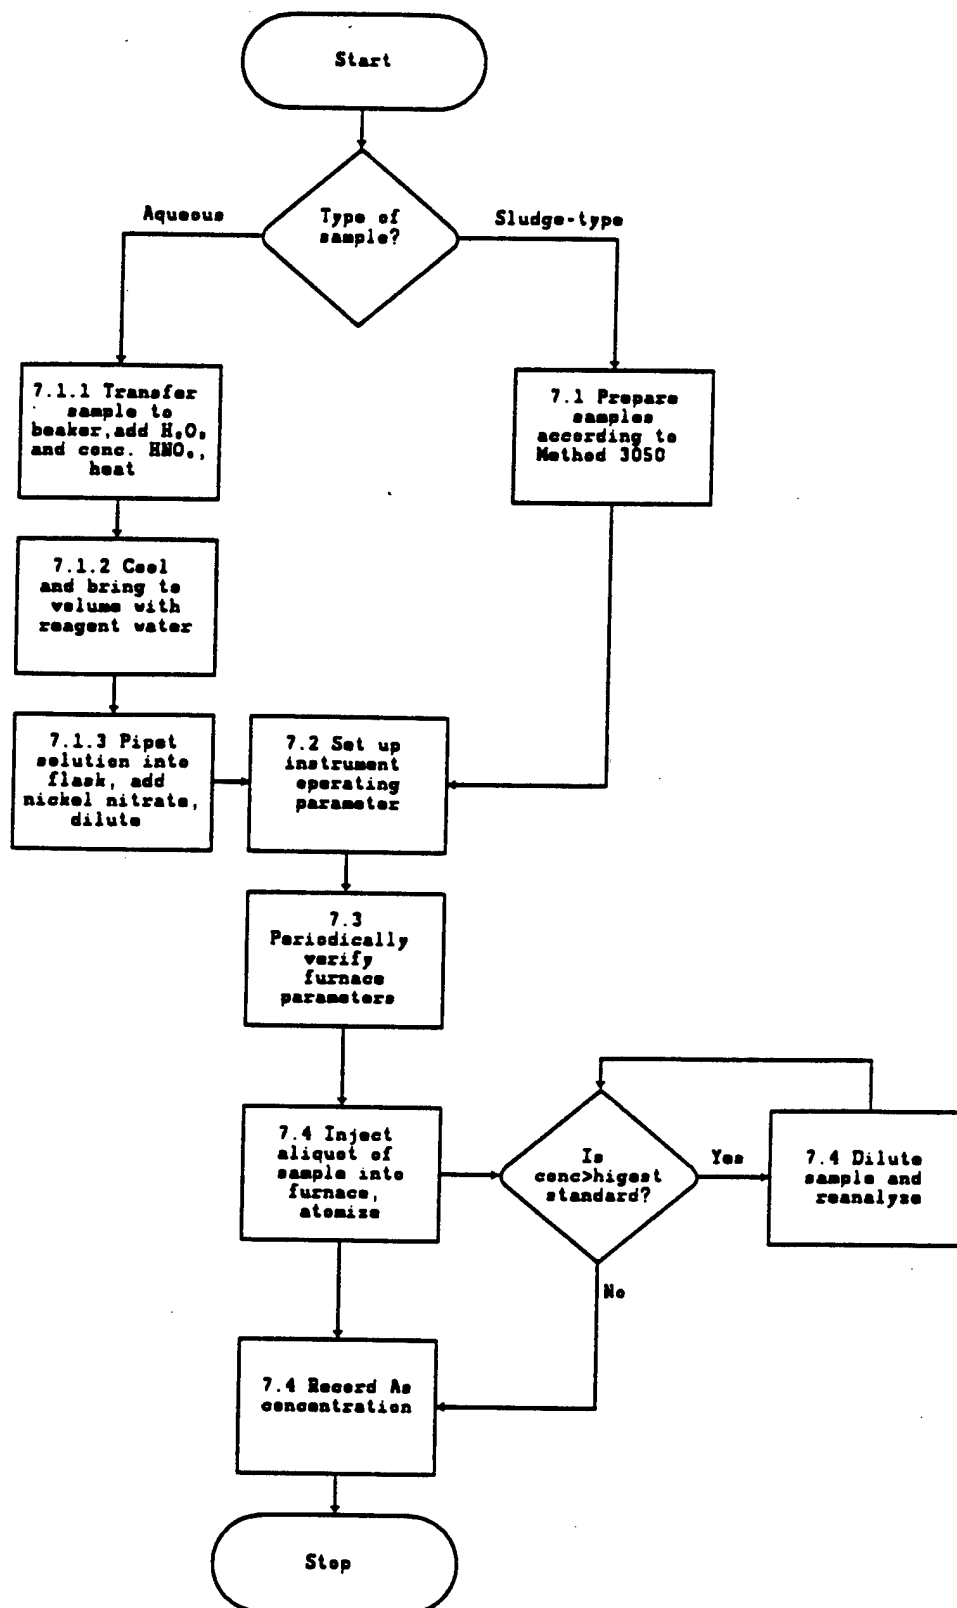 Start
Type of
sample?
Aqueous
Sludge-type
7.1.1 Transfer
sample to
beaker, add H₂O₂
and conc. HNO₃,
heat
7.1 Prepare
samples
according to
Method 3050
7.1.2 Cool
and bring to
volume with
reagent water
7.1.3 Pipet
solution into
flask, add
nickel nitrate,
dilute
7.2 Set up
instrument
operating
parameter
7.3
Periodically
verify
furnace
parameters
7.4 Inject
aliquot of
sample into
furnace,
atomize
Is
conc>higest
standard?
Yes
7.4 Dilute
sample and
reanalyze
No
7.4 Record As
concentration
Stop